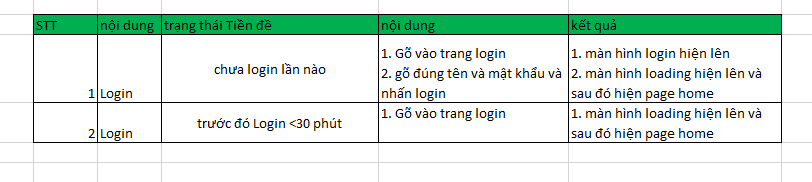 STT nội dung trạng thái Tiền đề nội dung kết quả
1 Login
chưa login lần nào
1. Gõ vào trang login
2. gõ đúng tên và mật khẩu và
nhấn login
1. màn hình login hiện lên
2. màn hình loading hiện lên và
sau đó hiện page home
2 Login
trước đó Login <30 phút
1. Gõ vào trang login
1. màn hình loading hiện lên và
sau đó hiện page home